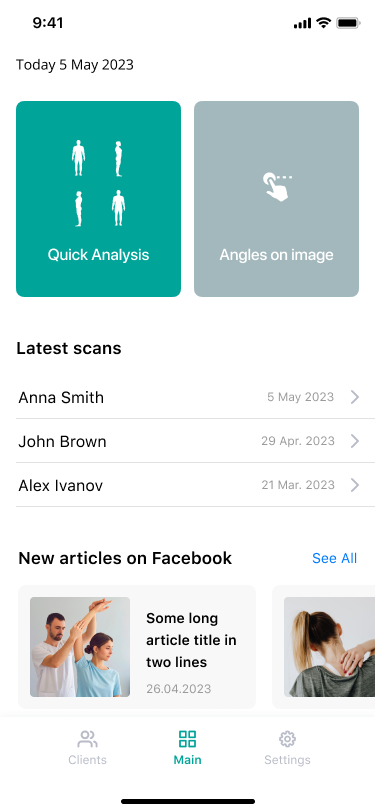 9:41
Today 5 May 2023
Quick Analysis
Angles on image
Latest scans
Anna Smith
5 May 2023
John Brown
29 Apr. 2023
Alex Ivanov
21 Mar. 2023
New articles on Facebook
See All
Some long
article title in
two lines
26.04.2023
Clients
Main
Settings